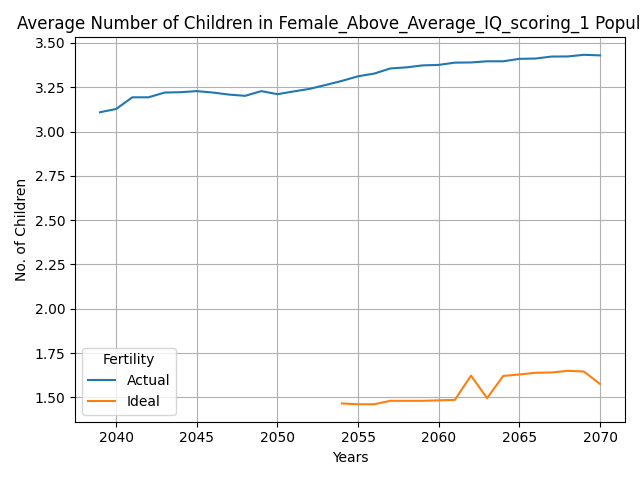 Average Number of Children in Female_Above_Average_IQ_scoring_1 Popul
3.50
3.25
3.00
2.75
2.50
2.25
2.00
1.75
1.50
No. of Children
Fertility
Actual
Ideal
2040 2045 2050 2055 2060 2065 2070
Years